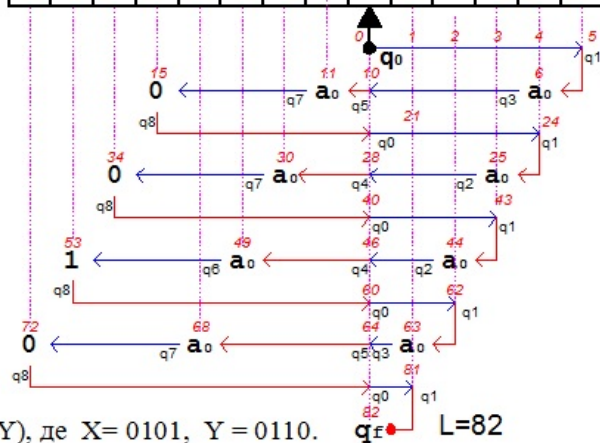 0 1 2 3 4 5
q0 q1
15 11 10 6
0 a0 a0
q7 q5 q3
q8 21 24
q0 q1
34 30 28 25
0 a0 a0
q7 q4 q2
q8 40 43
q0 q1
53 49 46 44
1 a0 a0
q6 q4 q2
q8 60 62
q0 q1
72 68 64 63
0 a0 a0
q7 q5 q3
q8 81
q0 q1
82
Y), де X= 0101, Y = 0110. qf L=82